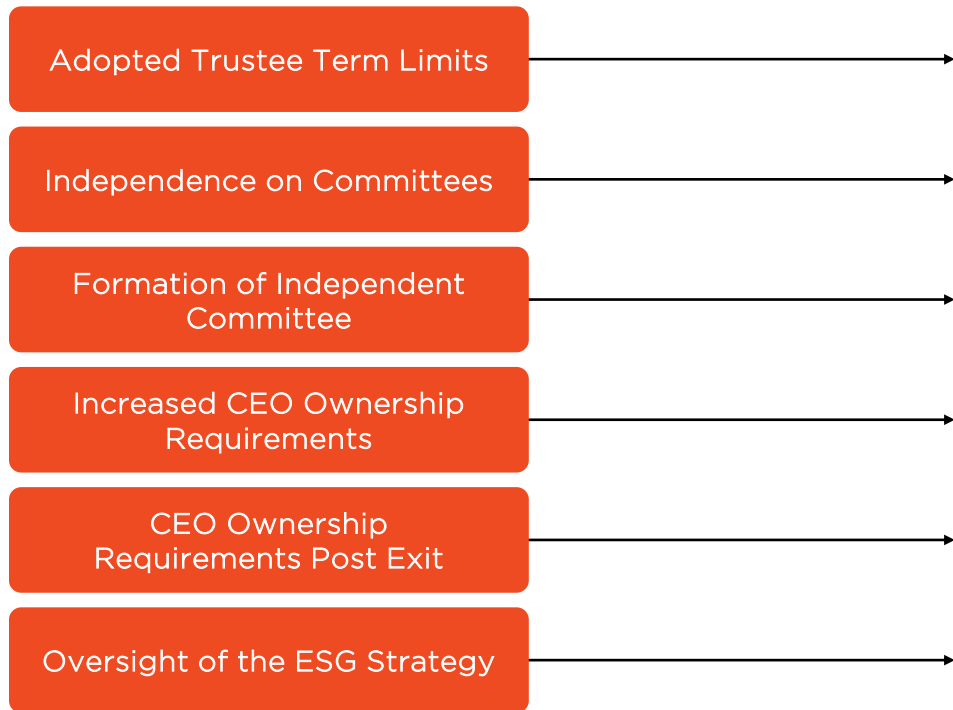 Adopted Trustee Term Limits
Independence on Committees
Formation of Independent
Committee
Increased CEO Ownership
Requirements
CEO Ownership
Requirements Post Exit
Oversight of the ESG Strategy